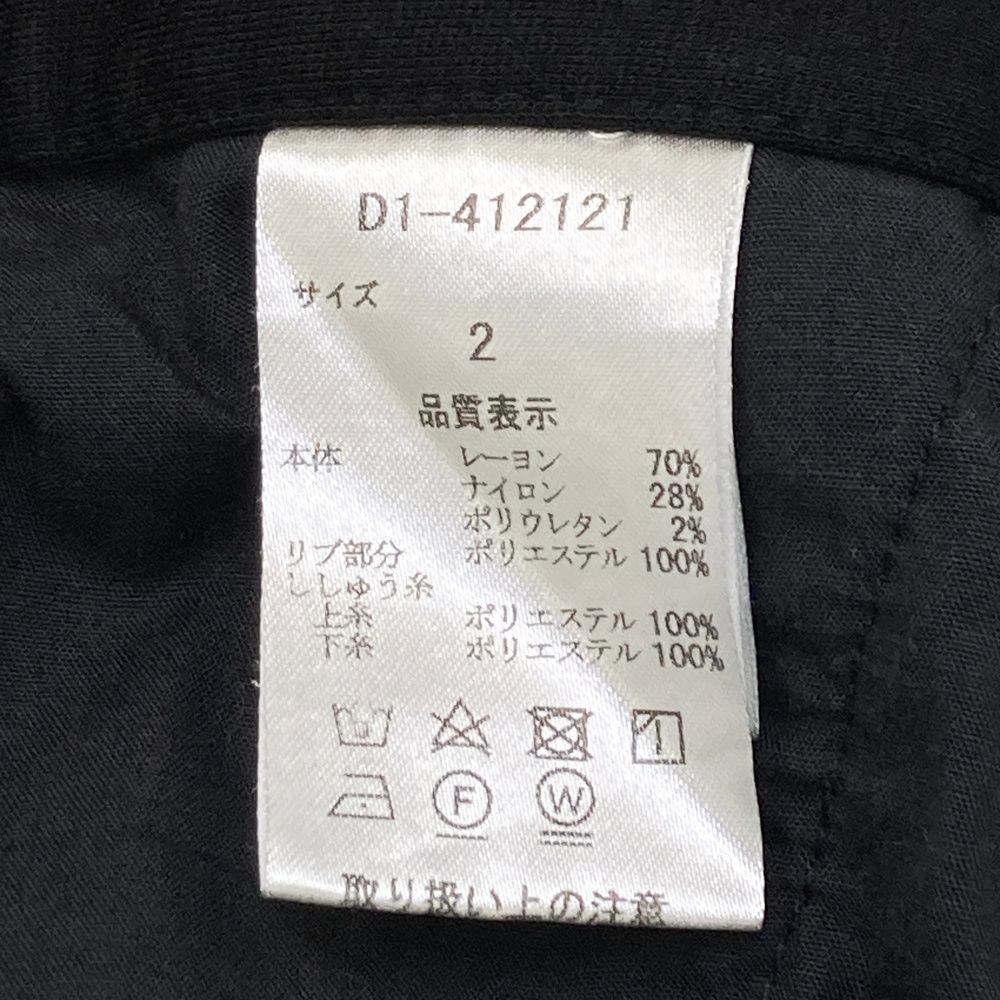 D1-412121
サイズ
2
品質表示
本体 レーヨン 70%
ナイロン 28%
ポリウレタン 2%
リブ部分 ポリエステル 100%
ししゅう糸
上糸 ポリエステル 100%
下糸 ポリエステル 100%
F W
取り扱い上の注意